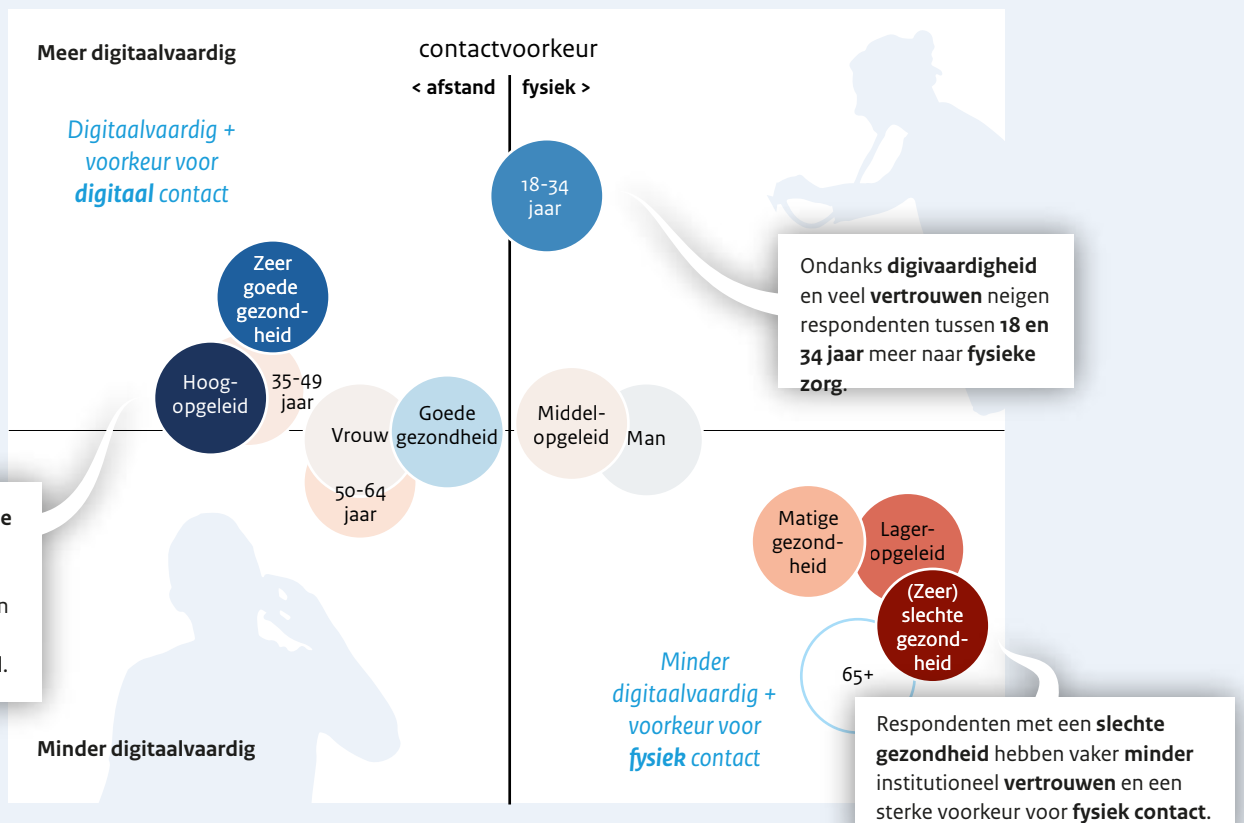 Meer digitaalvaardig
contactvoorkeur
< afstand
fysiek >
Digitaalvaardig +
voorkeur voor
digitaal contact
18-34
jaar
Ondanks digivaardigheid
en veel vertrouwen neigen
respondenten tussen 18 en
34 jaar meer naar fysieke
zorg.
Zeer
goede
gezond-
heid
Hoog-
opgeleid
35-49
jaar
Vrouw
Goede
gezondheid
Middel-
opgeleid
Man
50-64
jaar
Matige
gezond-
heid
Lager-
opgeleid
(Zeer)
slechte
gezond-
heid
65+
Minder
digitaalvaardig +
voorkeur voor
fysiek contact
Minder digitaalvaardig
Respondenten met een slechte
gezondheid hebben vaker minder
institutioneel vertrouwen en een
sterke voorkeur voor fysiek contact.